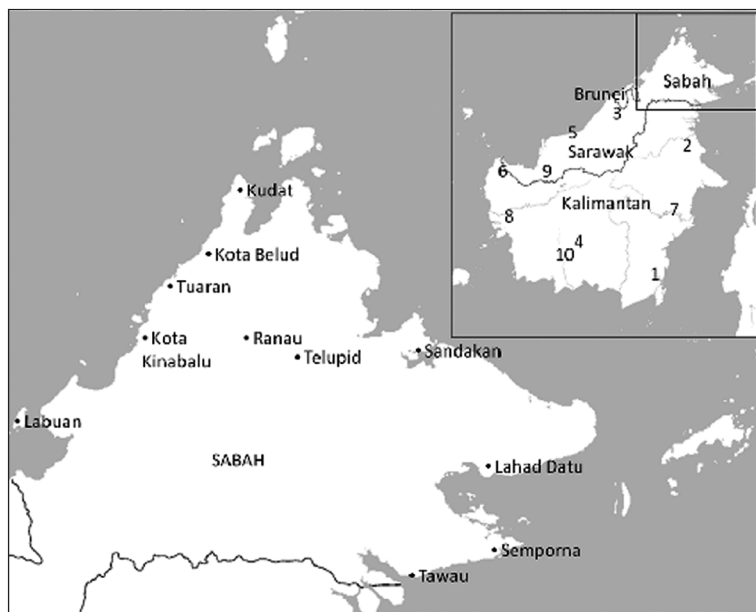 Sabah
Brunei
3
5
Sarawak
2
6
9
Kalimantan
8
7
4
10
1
Kudat
Kota Belud
Tuaran
Kota
Kinabalu
Ranau
Telupid
Sandakan
Labuan
SABAH
Lahad Datu
Semporna
Tawau